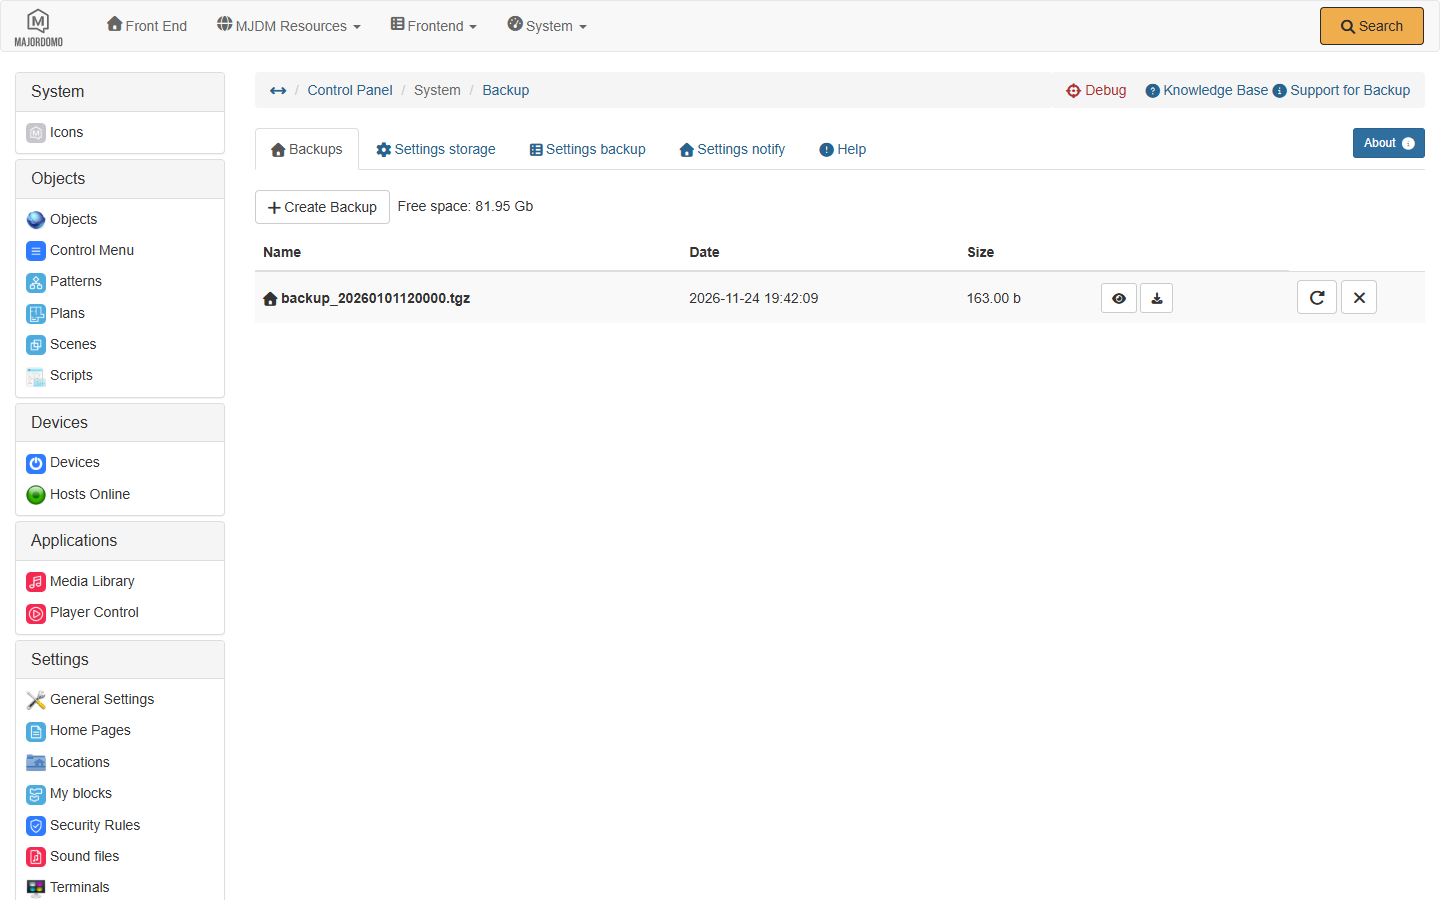 MAJORDOMO
Front End
MJDM Resources
Frontend
System
Search
System
Icons
Objects
Objects
Control Menu
Patterns
Plans
Scenes
Scripts
Devices
Devices
Hosts Online
Applications
Media Library
Player Control
Settings
General Settings
Home Pages
Locations
My blocks
Security Rules
Sound files
Terminals
/ Control Panel / System / Backup
Debug
Knowledge Base
Support for Backup
Backups
Settings storage
Settings backup
Settings notify
Help
About
Create Backup
Free space: 81.95 Gb
Name Date Size
backup_20260101120000.tgz 2026-11-24 19:42:09 163.00 b